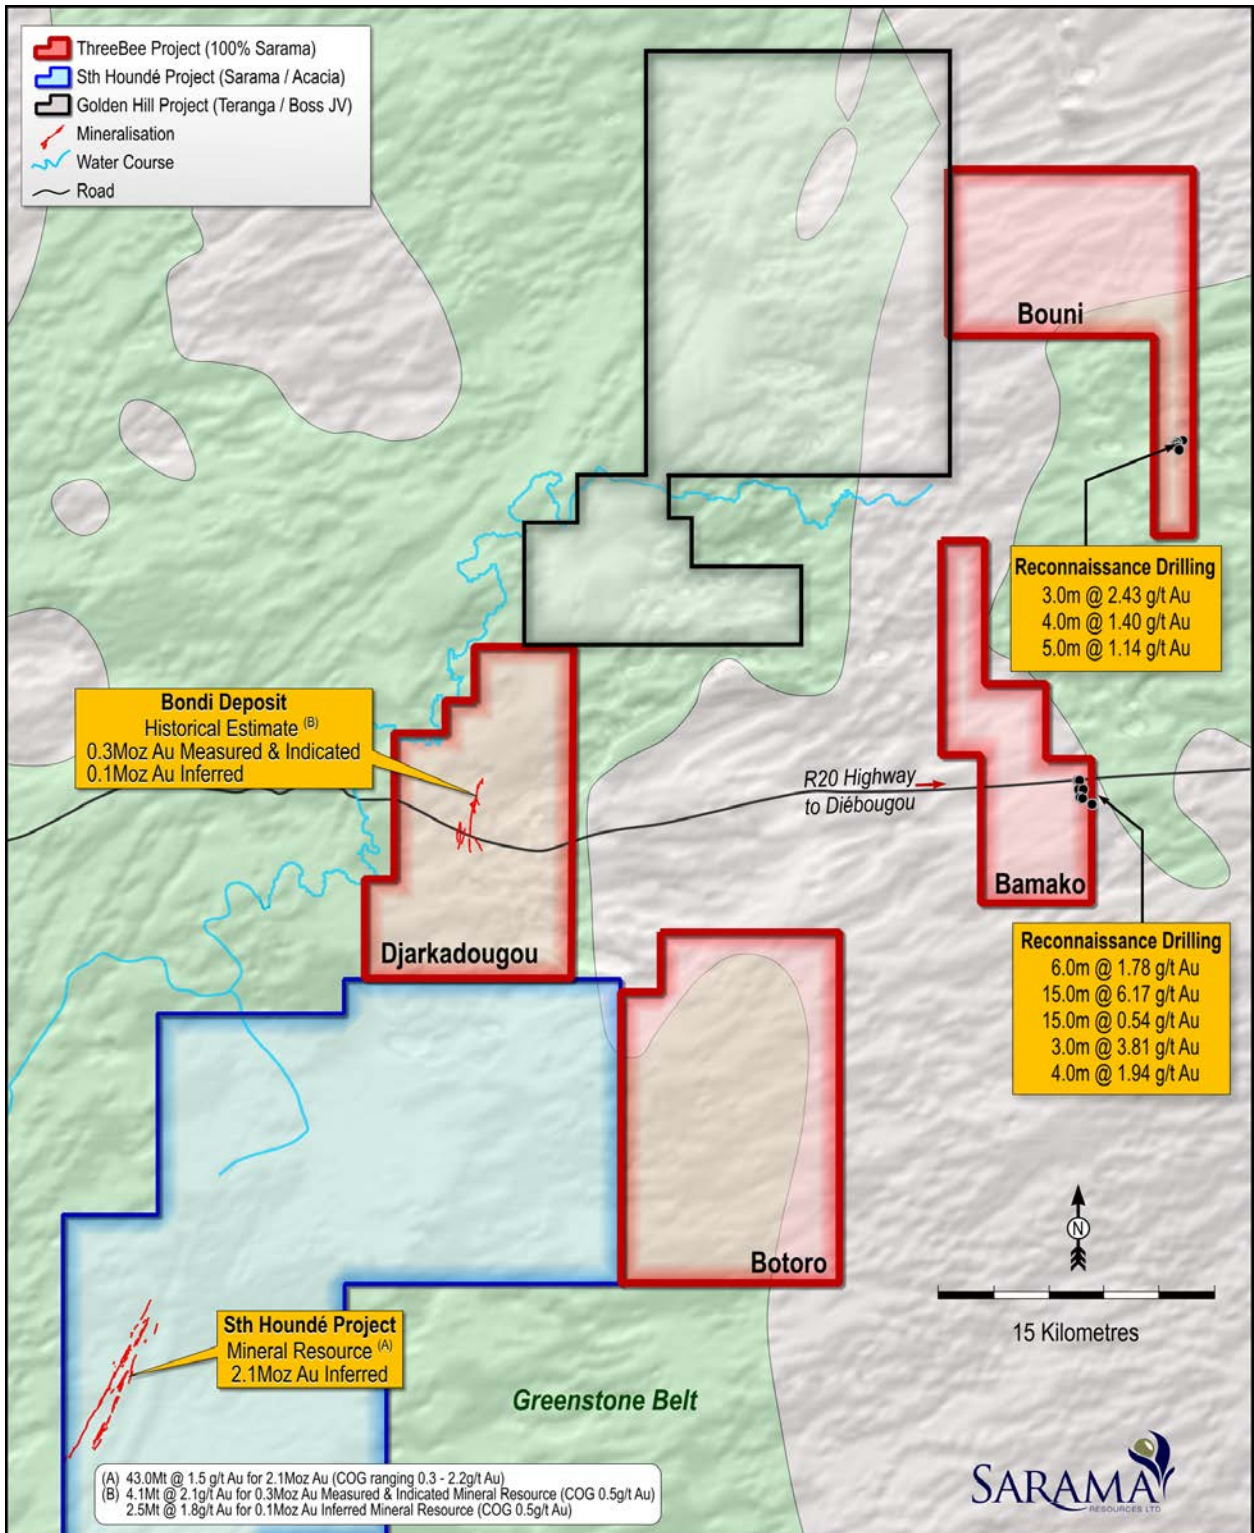 ThreeBee Project (100% Sarama)
Sth Houndé Project (Sarama / Acacia)
Golden Hill Project (Teranga / Boss JV)
Mineralisation
Water Course
Road
Bouni
Reconnaissance Drilling
3.0m @ 2.43 g/t Au
4.0m @ 1.40 g/t Au
5.0m @ 1.14 g/t Au
Bondi Deposit
Historical Estimate (B)
0.3Moz Au Measured & Indicated
0.1Moz Au Inferred
R20 Highway
to Diébougou
Bamako
Djarkadougou
Reconnaissance Drilling
6.0m @ 1.78 g/t Au
15.0m @ 6.17 g/t Au
15.0m @ 0.54 g/t Au
3.0m @ 3.81 g/t Au
4.0m @ 1.94 g/t Au
N
Botoro
15 Kilometres
Sth Houndé Project
Mineral Resource (A)
2.1Moz Au Inferred
Greenstone Belt
(A) 43.0Mt @ 1.5 g/t Au for 2.1Moz Au (COG ranging 0.3 - 2.2g/t Au)
(B) 4.1Mt @ 2.1g/t Au for 0.3Moz Au Measured & Indicated Mineral Resource (COG 0.5g/t Au)
2.5Mt @ 1.8g/t Au for 0.1Moz Au Inferred Mineral Resource (COG 0.5g/t Au)
SARAMA
RESOURCES LTD